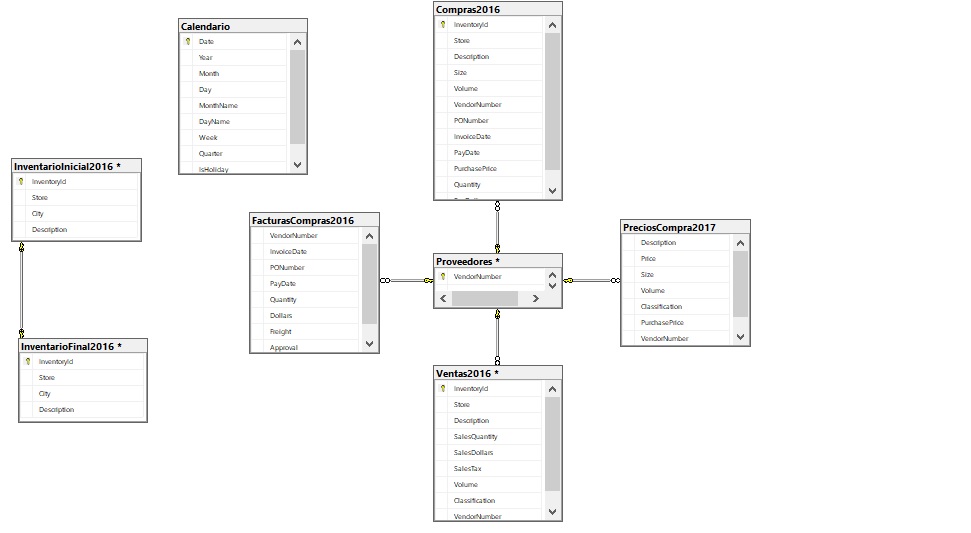 Calendario
Date
Year
Month
Day
MonthName
DayName
Week
Quarter
IsHoliday
Compras2016
InventoryId
Store
Description
Size
Volume
VendorNumber
PONumber
InvoiceDate
PayDate
PurchasePrice
Quantity
InventarioInicial2016 *
InventoryId
Store
City
Description
FacturasCompras2016
VendorNumber
InvoiceDate
PONumber
PayDate
Quantity
Dollars
Freight
Approval
Proveedores *
VendorNumber
PreciosCompra2017
Description
Price
Size
Volume
Classification
PurchasePrice
VendorNumber
InventarioFinal2016 *
InventoryId
Store
City
Description
Ventas2016 *
InventoryId
Store
Description
SalesQuantity
SalesDollars
SalesTax
Volume
Classification
VendorNumber